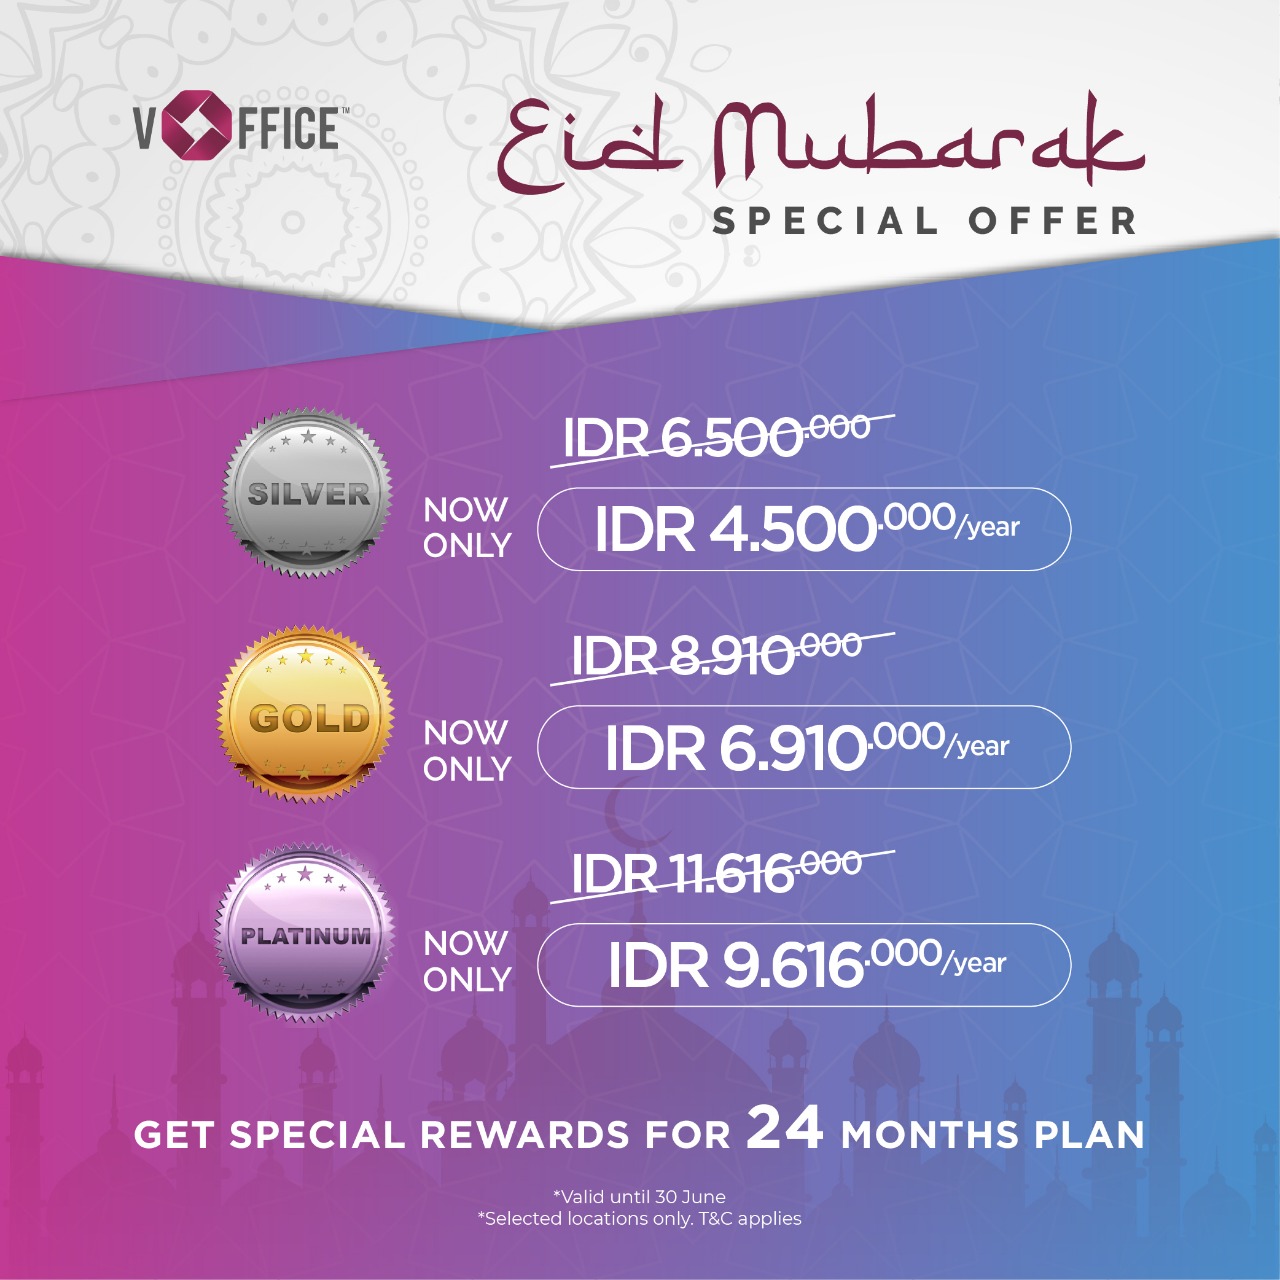 VOFFICE™
Eid Mubarak
SPECIAL OFFER
SILVER
IDR 6.500.000
NOW
ONLY
IDR 4.500.000/year
GOLD
IDR 8.910.000
NOW
ONLY
IDR 6.910.000/year
PLATINUM
IDR 11.616.000
NOW
ONLY
IDR 9.616.000/year
GET SPECIAL REWARDS FOR 24 MONTHS PLAN
*Valid until 30 June
*Selected locations only. T&C applies